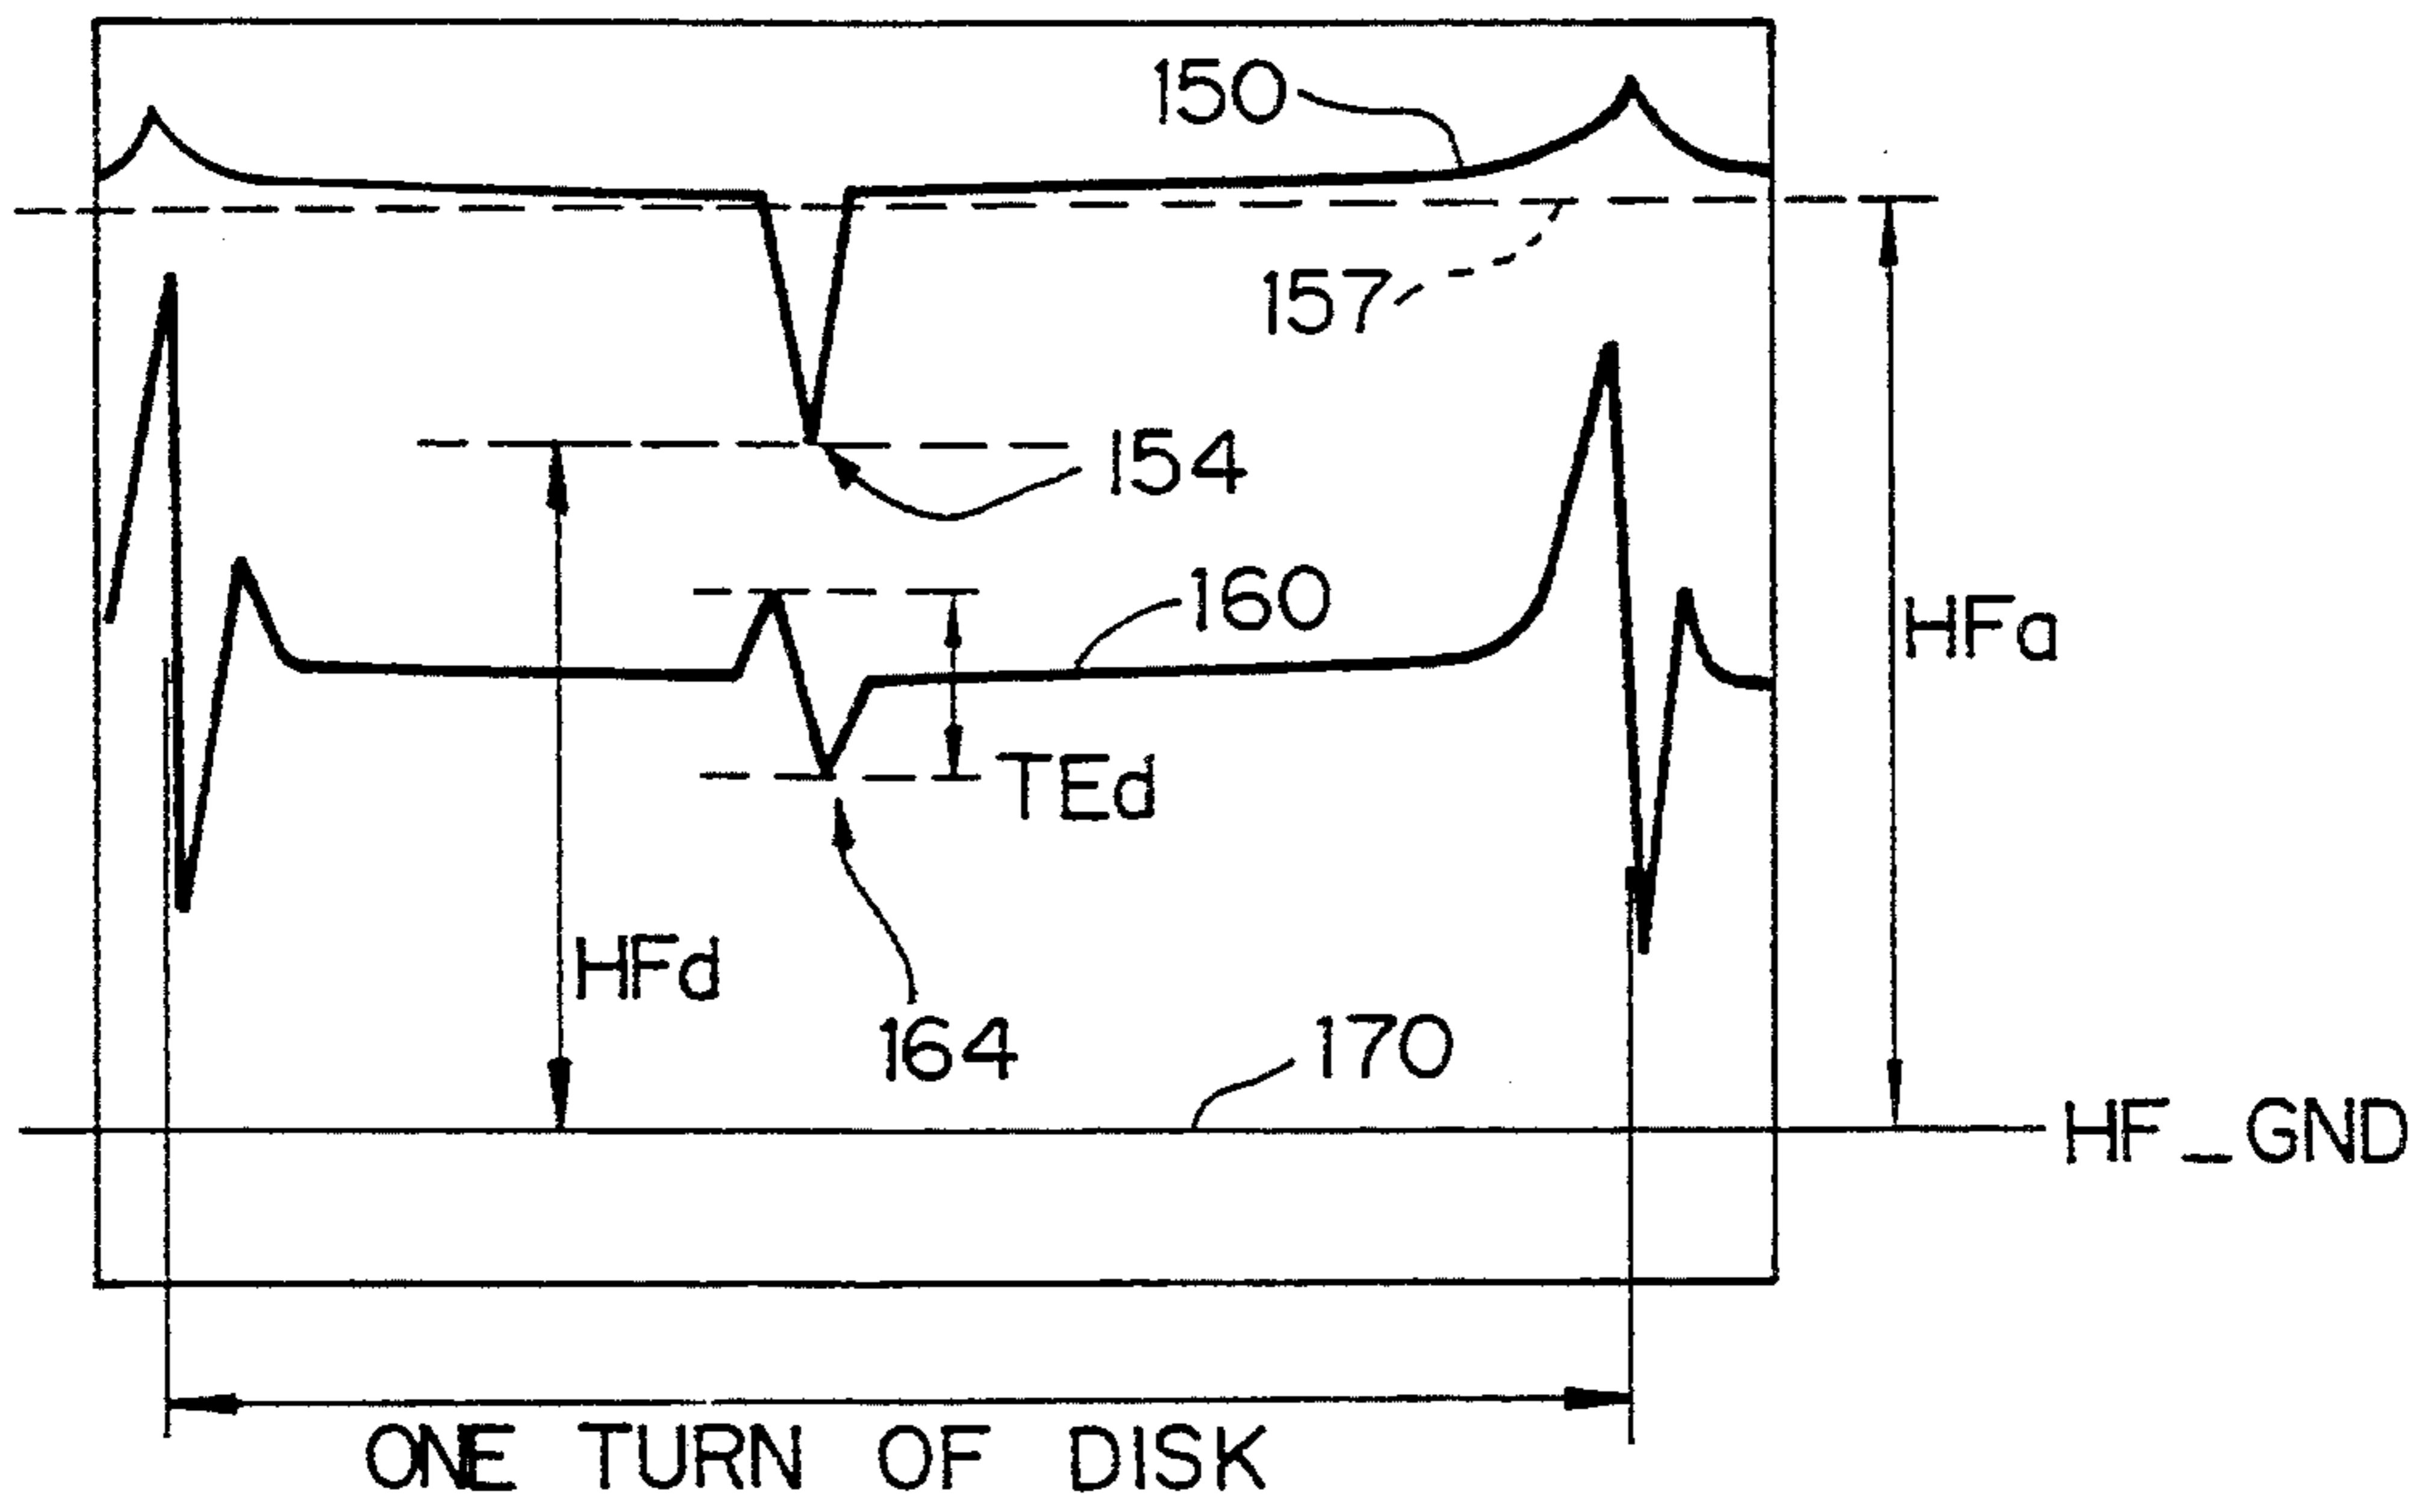 150
157
154
160
HFa
TEd
HFd
164
170
HF_GND
ONE TURN OF DISK